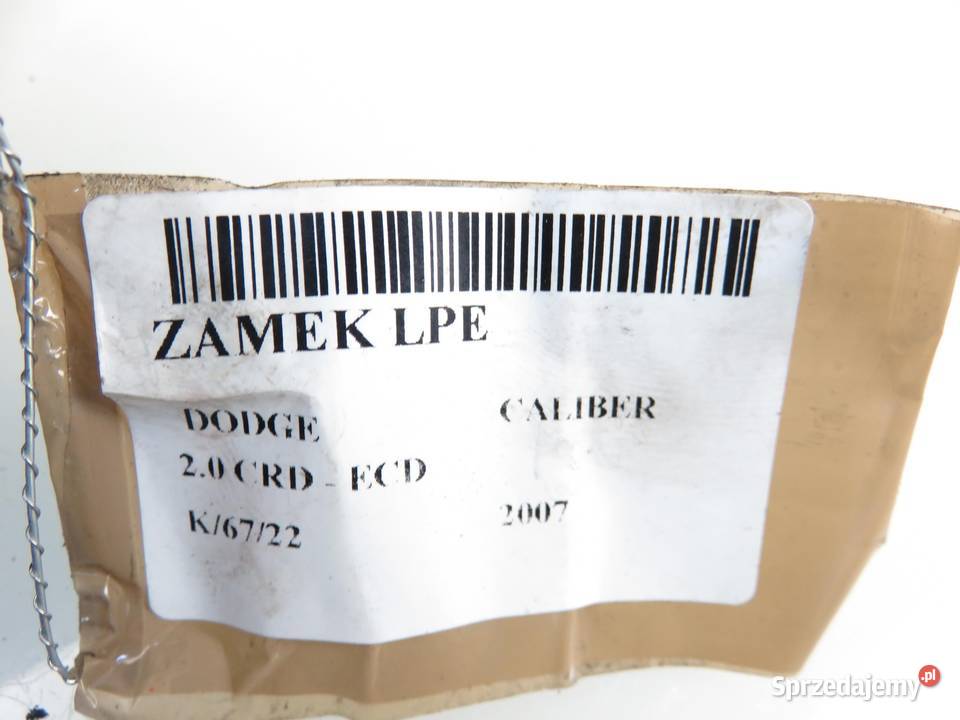 ZAMEK LPE
DODGE CALIBER
2.0 CRD - ECD
K/67/22 2007
Sprzedajemy.pl